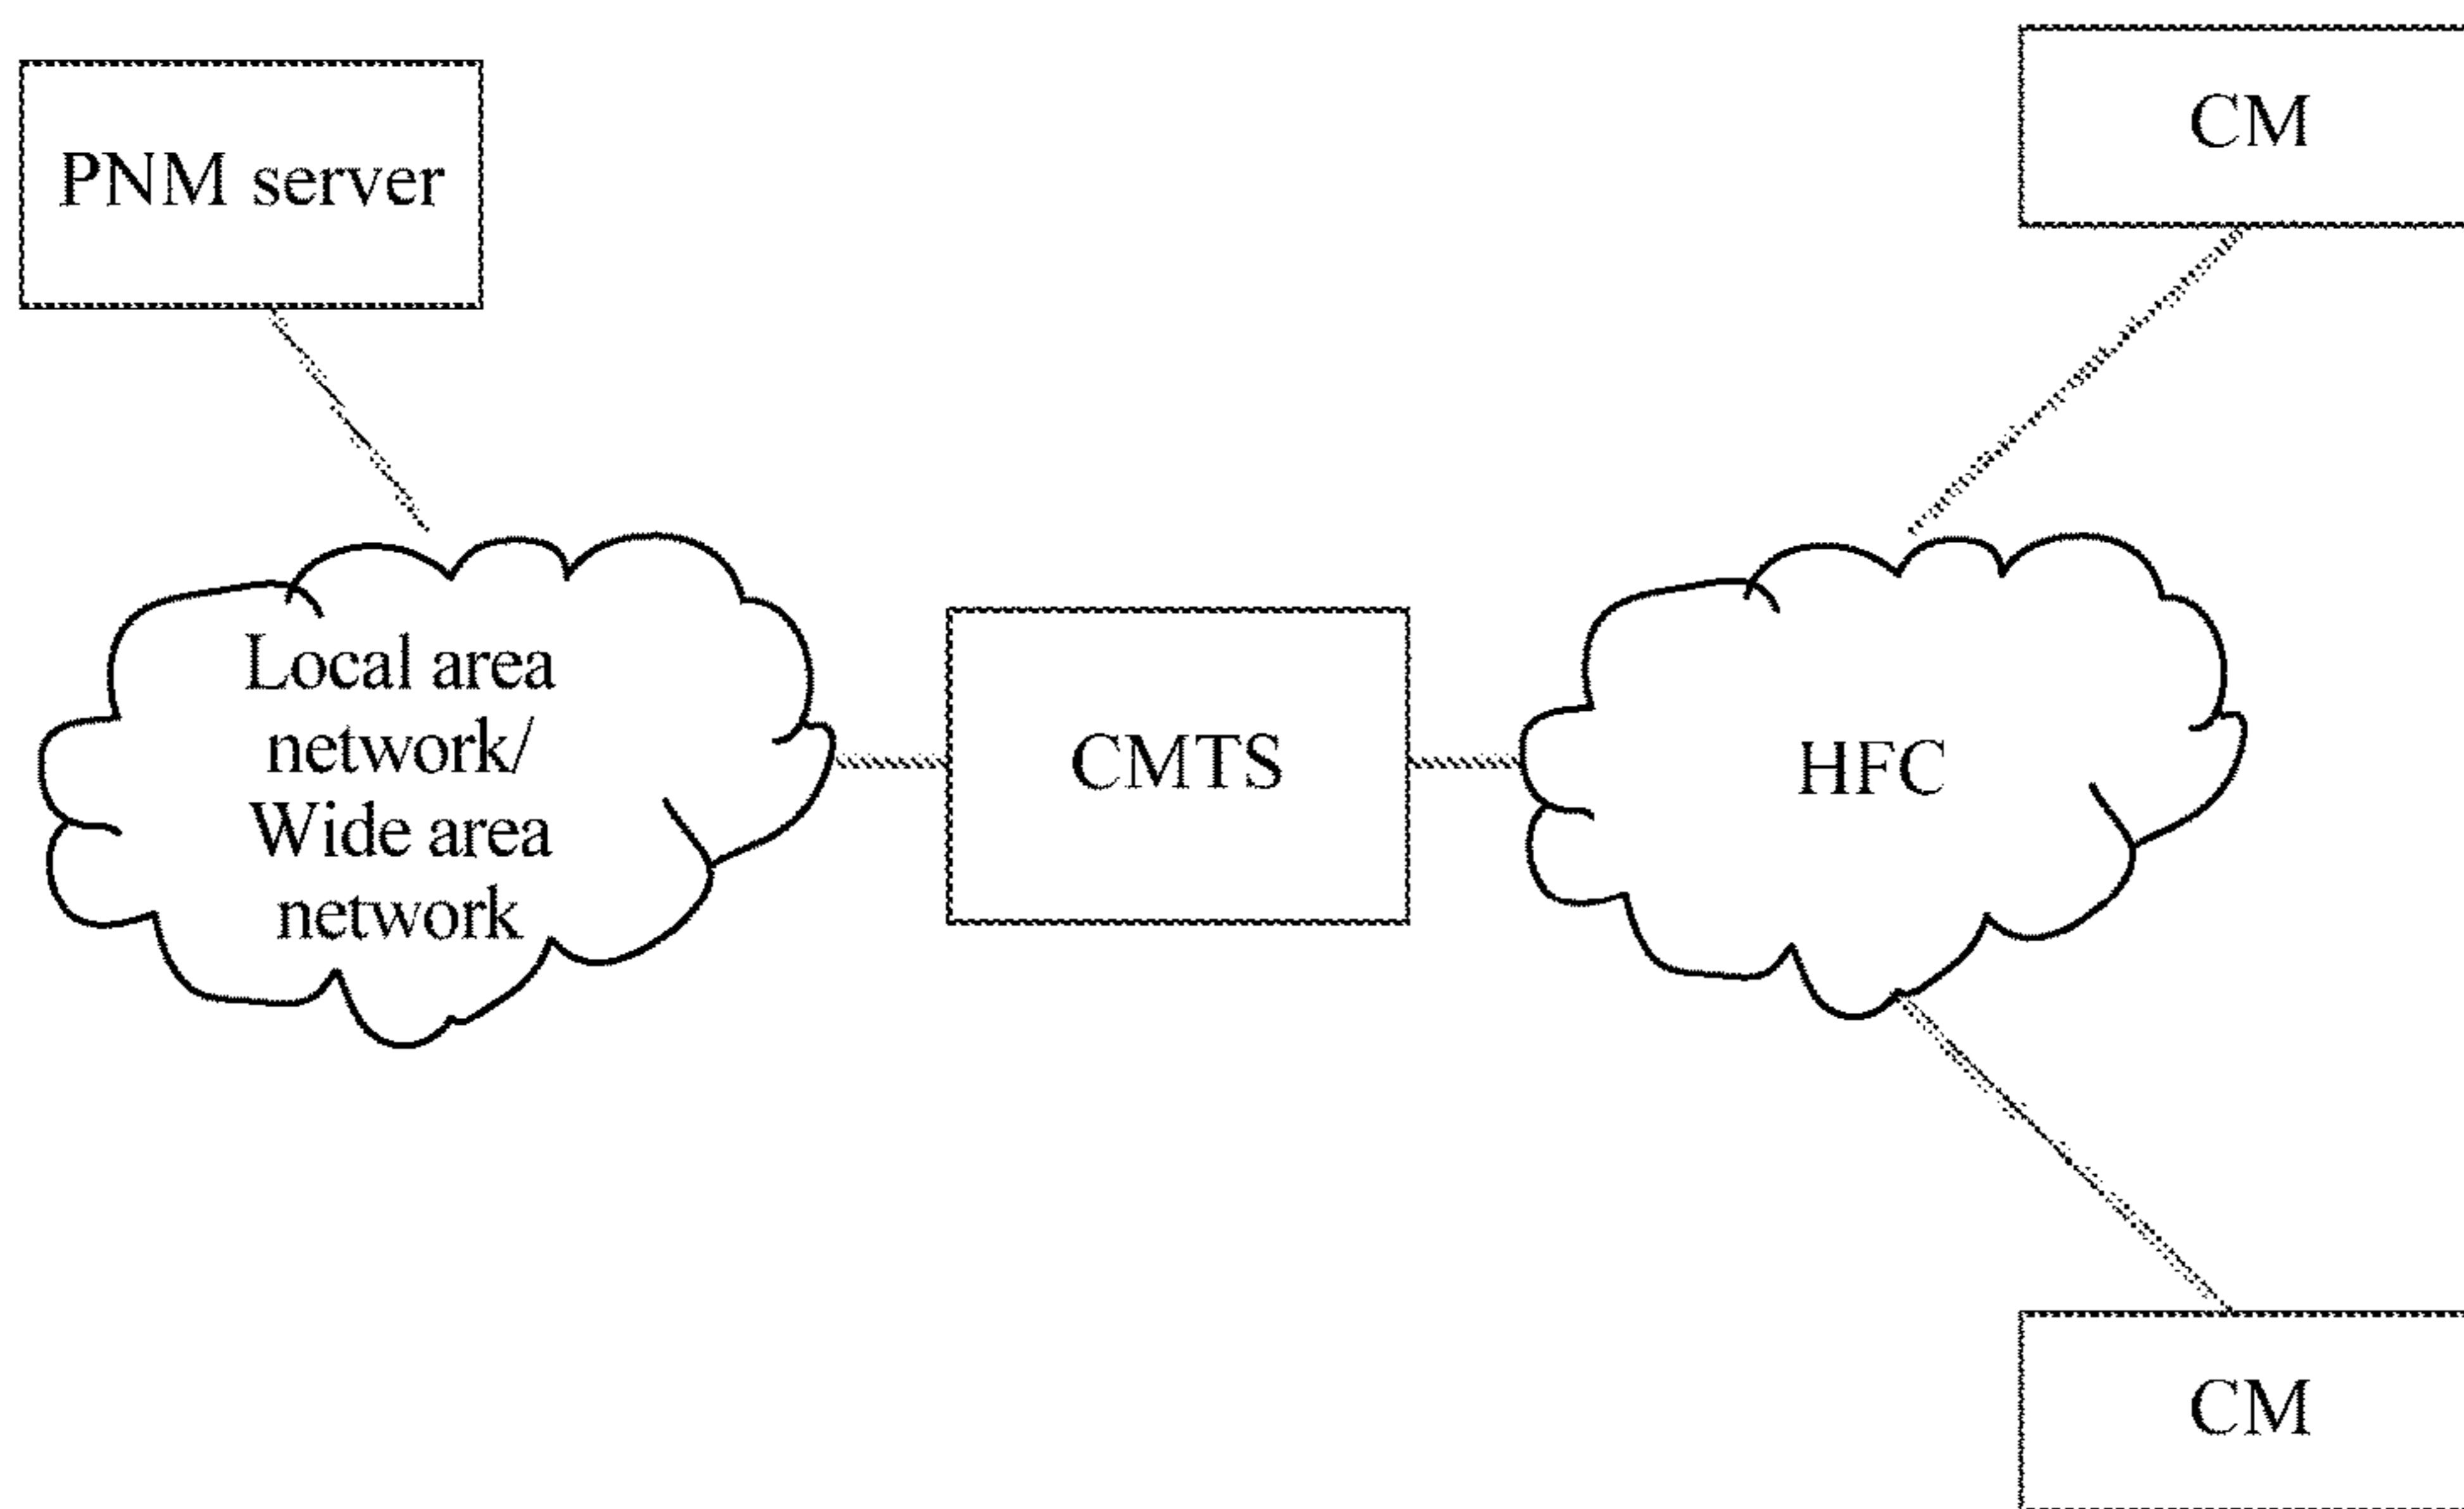 PNM server
CM
Local area
network/
Wide area
network
CMTS
HFC
CM